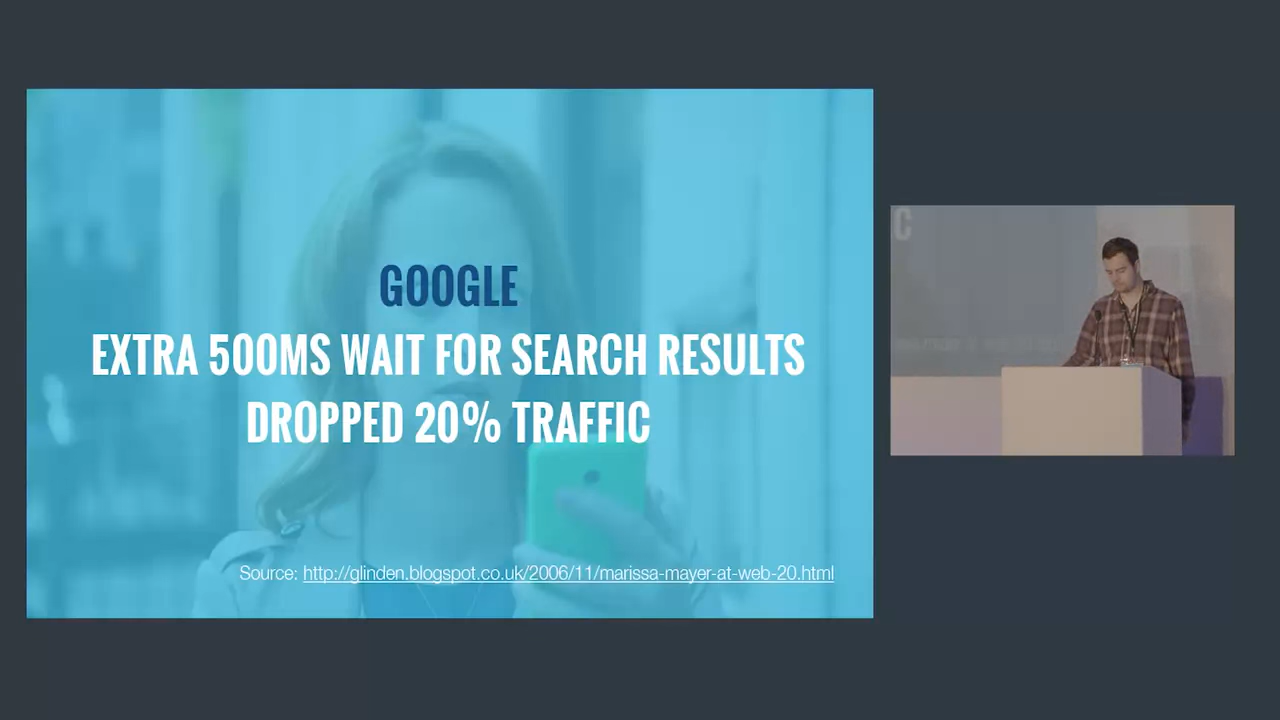 GOOGLE
EXTRA 500MS WAIT FOR SEARCH RESULTS
DROPPED 20% TRAFFIC
Source: http://glinden.blogspot.co.uk/2006/11/marissa-mayer-at-web-20.html
C